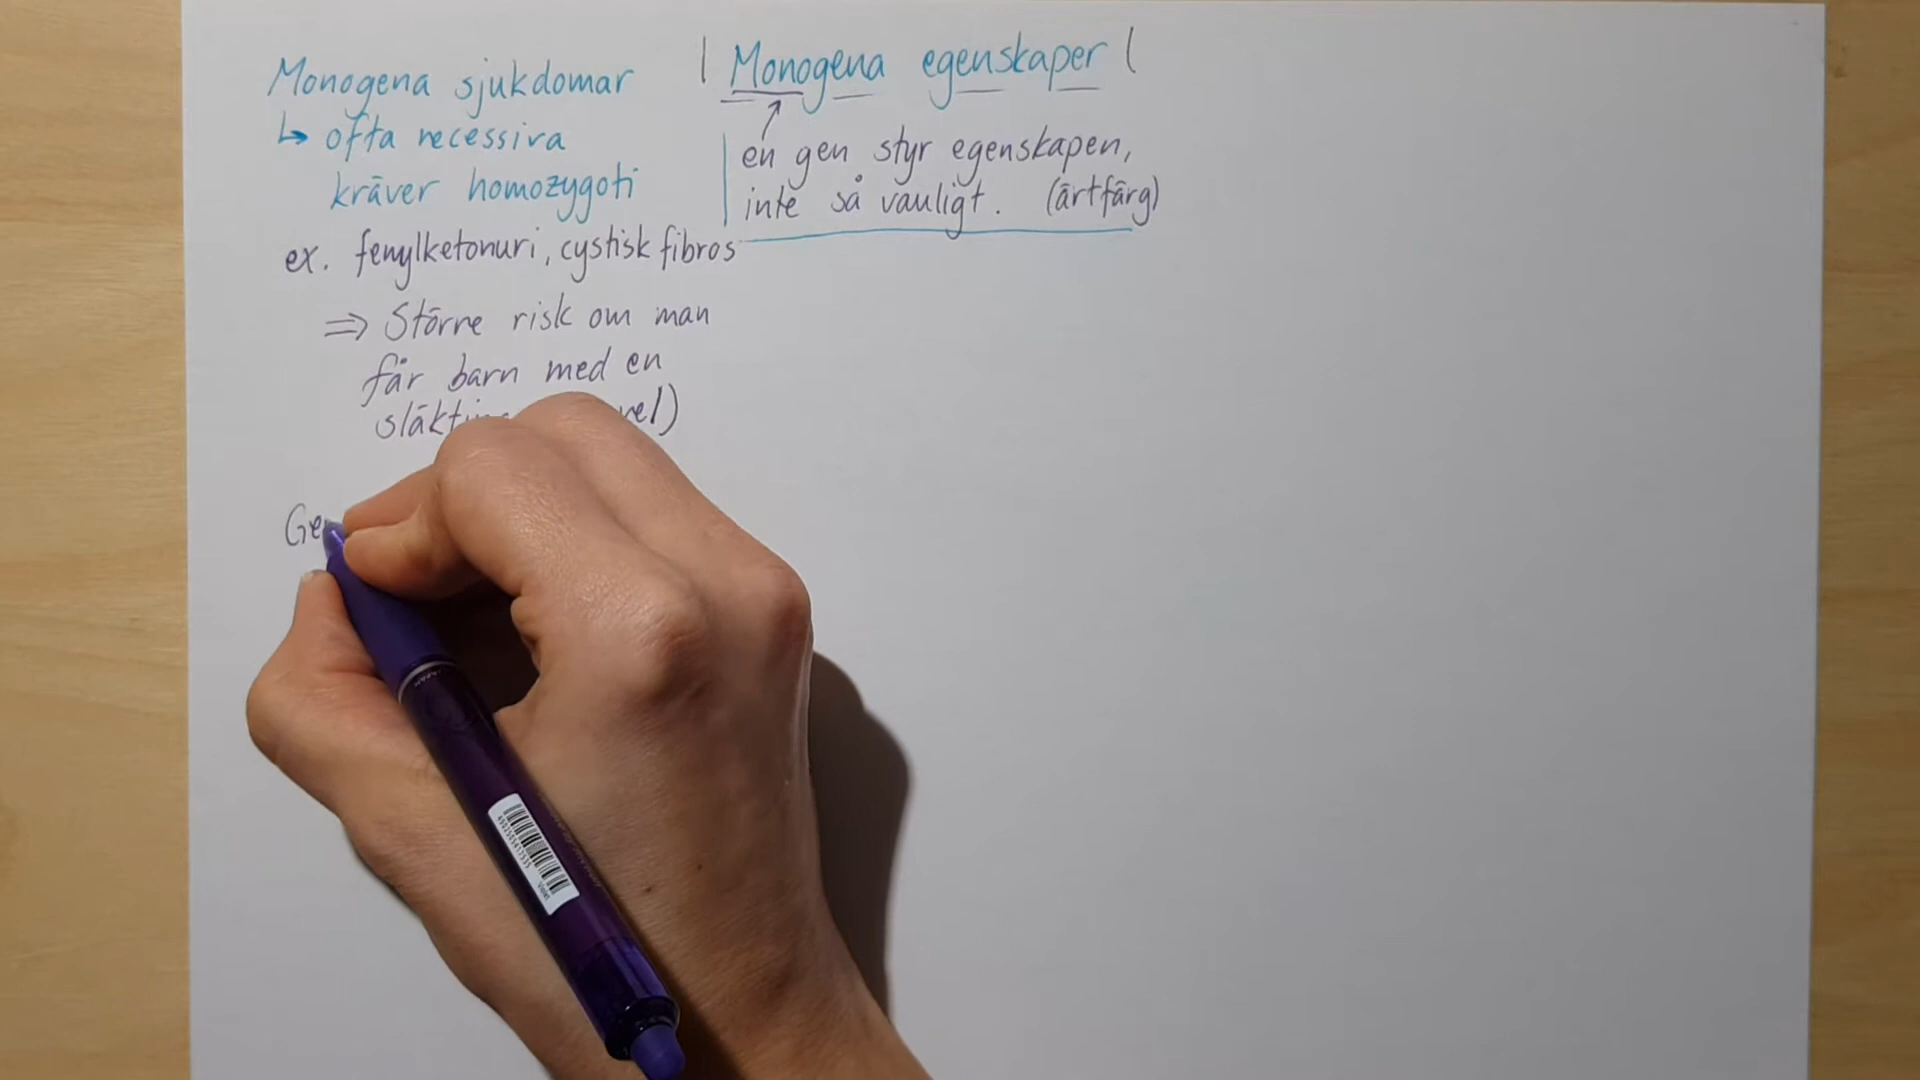 Monogena sjukdomar
↳ ofta recessiva
kräver homozygoti
ex. fenylketonuri, cystisk fibros
⇒ Större risk om man
får barn med en
Monogena egenskaper
en gen styr egenskapen,
inte så vanligt. (ärtfärg)